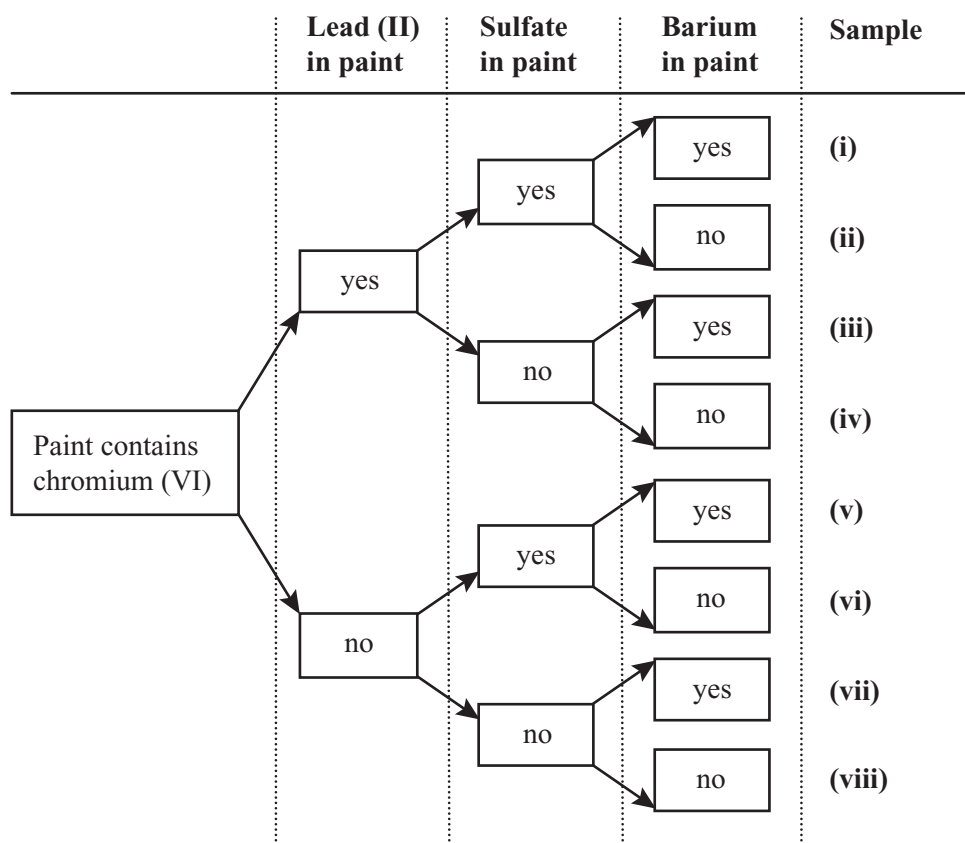 Lead (II) in paint
Sulfate in paint
Barium in paint
Sample
yes
(i)
yes
no
(ii)
yes
yes
(iii)
no
no
(iv)
Paint contains
chromium (VI)
yes
(v)
yes
no
(vi)
no
yes
(vii)
no
no
(viii)